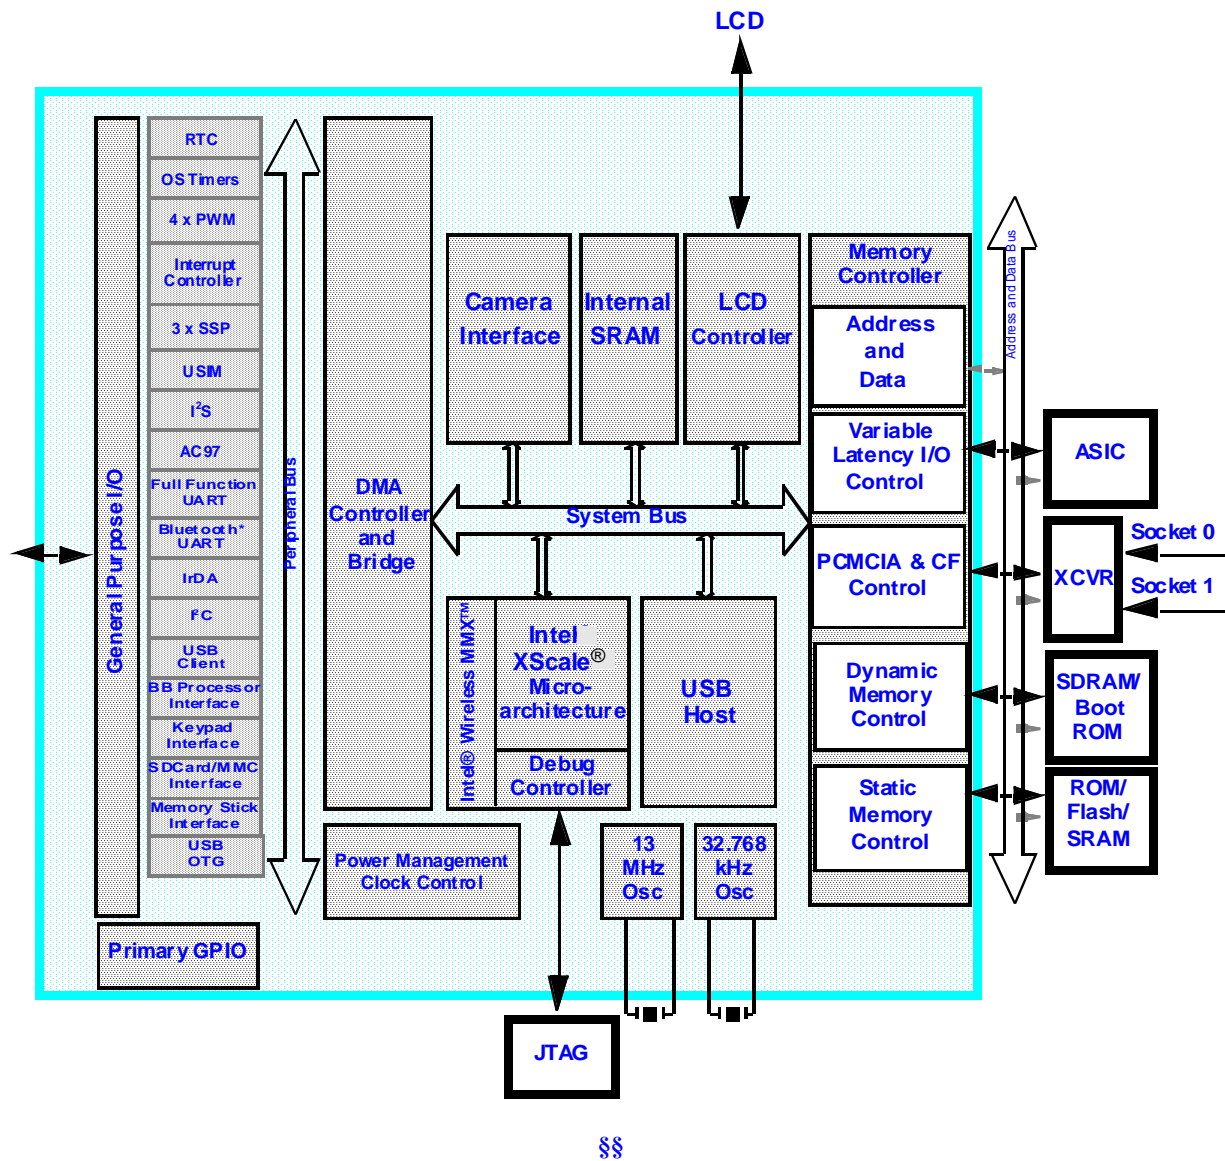 LCD
General Purpose I/O
RTC
OS Timers
4 x PWM
Interrupt
Controller
3 x SSP
USIM
I²S
AC97
Full Function
UART
Bluetooth*
UART
IrDA
I²C
USB
Client
BB Processor
Interface
Keypad
Interface
SDCard/MMC
Interface
Memory Stick
Interface
USB
OTG
Primary GPIO
Peripheral Bus
DMA
Controller
and
Bridge
Power Management
Clock Control
Camera
Interface
Internal
SRAM
LCD
Controller
System Bus
Intel® Wireless MMX™
Intel
XScale®
Micro-
architecture
Debug
Controller
USB
Host
13
MHz
Osc
32.768
kHz
Osc
JTAG
Memory
Controller
Address
and
Data
Variable
Latency I/O
Control
PCMCIA & CF
Control
Dynamic
Memory
Control
Static
Memory
Control
Address and Data Bus
ASIC
XCVR
Socket 0
Socket 1
SDRAM/
Boot
ROM
ROM/
Flash/
SRAM
§§